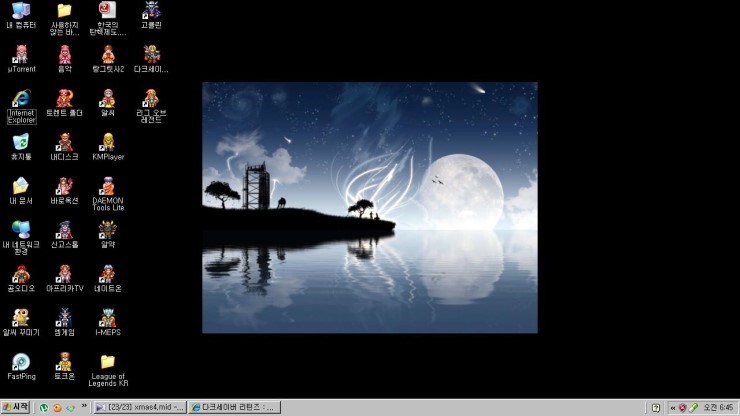 내 컴퓨터
사용하지
않는 바...
한국의
탄핵제도...
고클린
μTorrent
음악
랑그릿사2
다크세이...
Internet
Explorer
토렌트 폴더
알씨
리그 오브
레전드
휴지통
내디스크
KMPlayer
내 문서
바로옥션
DAEMON
Tools Lite
내 네트워크
환경
신고스톱
알약
곰오디오
아프리카TV
네이트온
알씨 꾸미기
엠게임
I-MEPS
FastPing
토크온
League of
Legends KR
시작
»
[23/23] xmas4.mid -...
다크세이버 리턴즈 : ...
«
오전 6:45